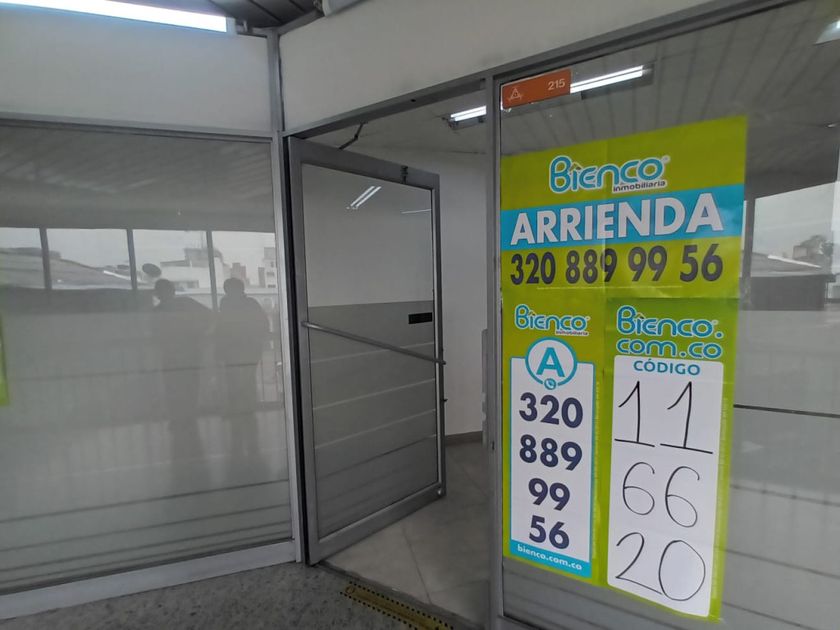 215
Bienco
inmobiliaria
ARRIENDA
320 889 99 56
Bienco
inmobiliaria
A
320
889
99
56
bienco.com.co
Bienco.
com.co
CÓDIGO
11
66
20